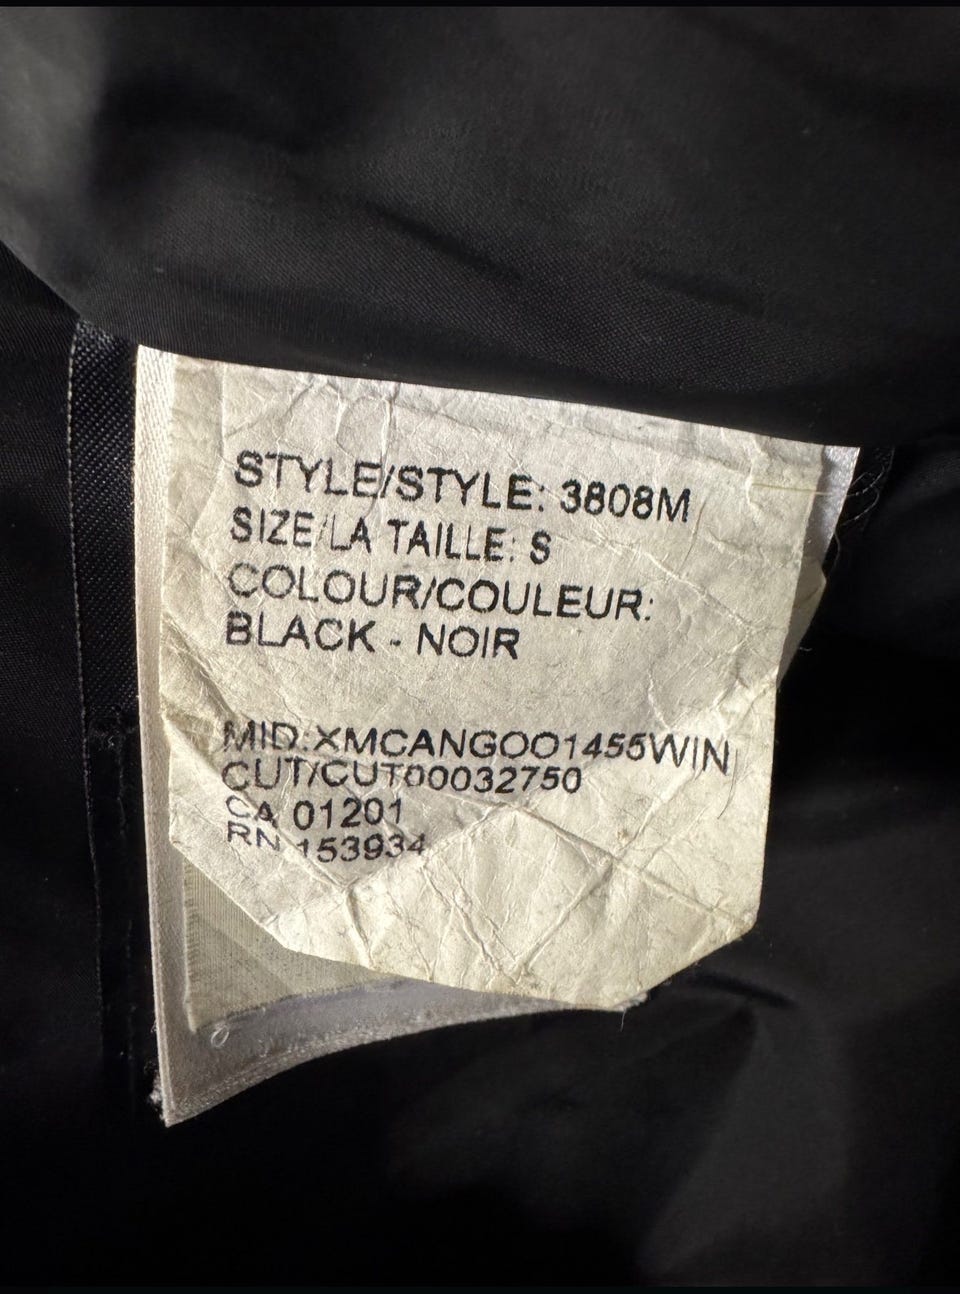 STYLE/STYLE: 3808M
SIZE/LA TAILLE: S
COLOUR/COULEUR:
BLACK - NOIR
MID:XMCANGOO1455WIN
CUT/CUT00032750
CA 01201
RN 153934